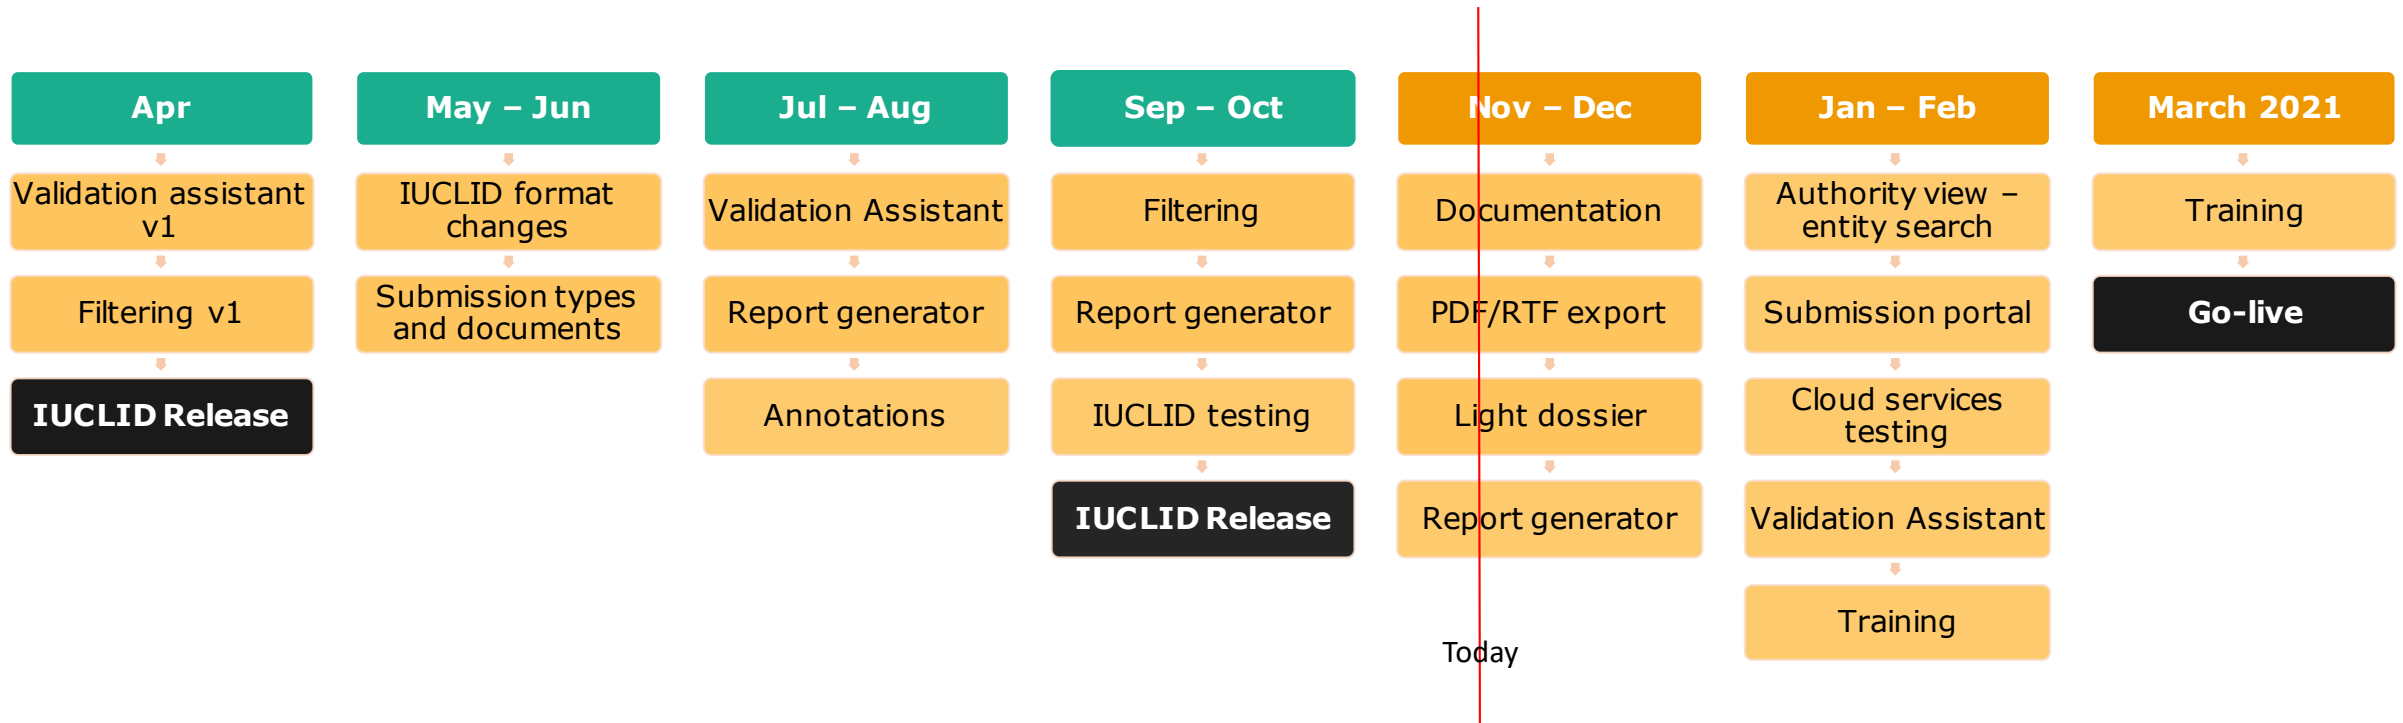 Apr
Validation assistant
v1
Filtering v1
IUCLID Release
May – Jun
IUCLID format
changes
Submission types
and documents
Jul – Aug
Validation Assistant
Report generator
Annotations
Sep – Oct
Filtering
Report generator
IUCLID testing
IUCLID Release
Nov – Dec
Documentation
PDF/RTF export
Light dossier
Report generator
Today
Jan – Feb
Authority view –
entity search
Submission portal
Cloud services
testing
Validation Assistant
Training
March 2021
Training
Go-live